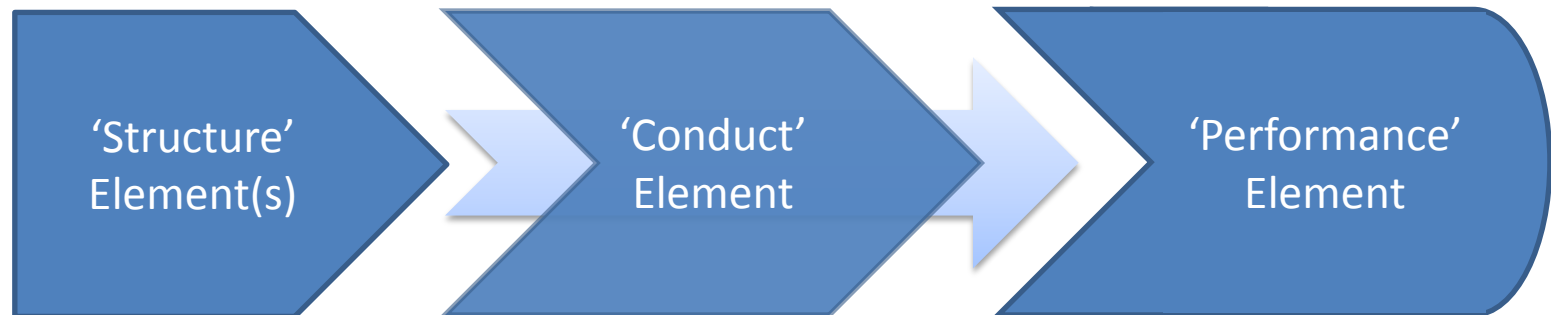 ‘Structure’
Element(s)
‘Conduct’
Element
‘Performance’
Element